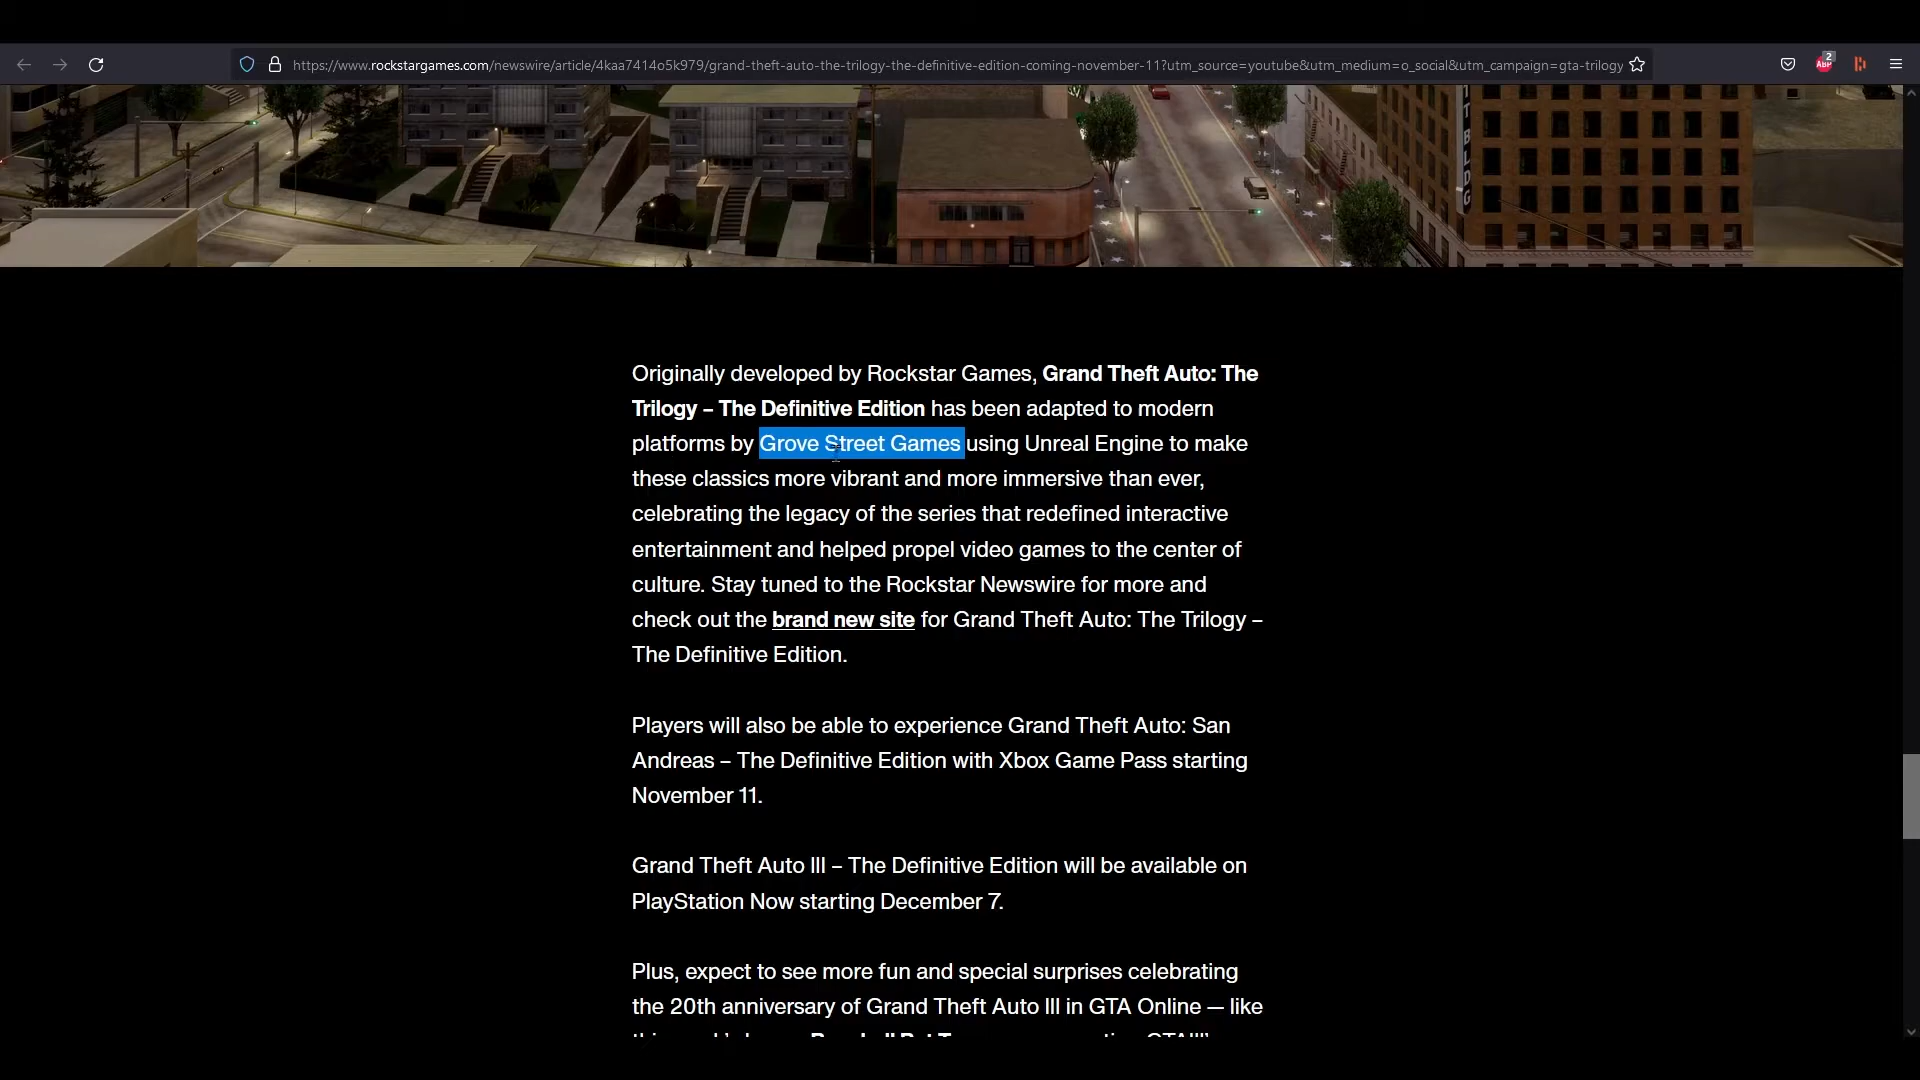 https://www.rockstargames.com/newswire/article/4kaa7414o5k979/grand-theft-auto-the-trilogy-the-definitive-edition-coming-november-11?utm_source=youtube&utm_medium=o_social&utm_campaign=gta-trilogy
2
ABP
T BLDG
Originally developed by Rockstar Games, Grand Theft Auto: The
Trilogy – The Definitive Edition has been adapted to modern
platforms by Grove Street Games using Unreal Engine to make
these classics more vibrant and more immersive than ever,
celebrating the legacy of the series that redefined interactive
entertainment and helped propel video games to the center of
culture. Stay tuned to the Rockstar Newswire for more and
check out the brand new site for Grand Theft Auto: The Trilogy –
The Definitive Edition.
Players will also be able to experience Grand Theft Auto: San
Andreas – The Definitive Edition with Xbox Game Pass starting
November 11.
Grand Theft Auto III – The Definitive Edition will be available on
PlayStation Now starting December 7.
Plus, expect to see more fun and special surprises celebrating
the 20th anniversary of Grand Theft Auto III in GTA Online — like